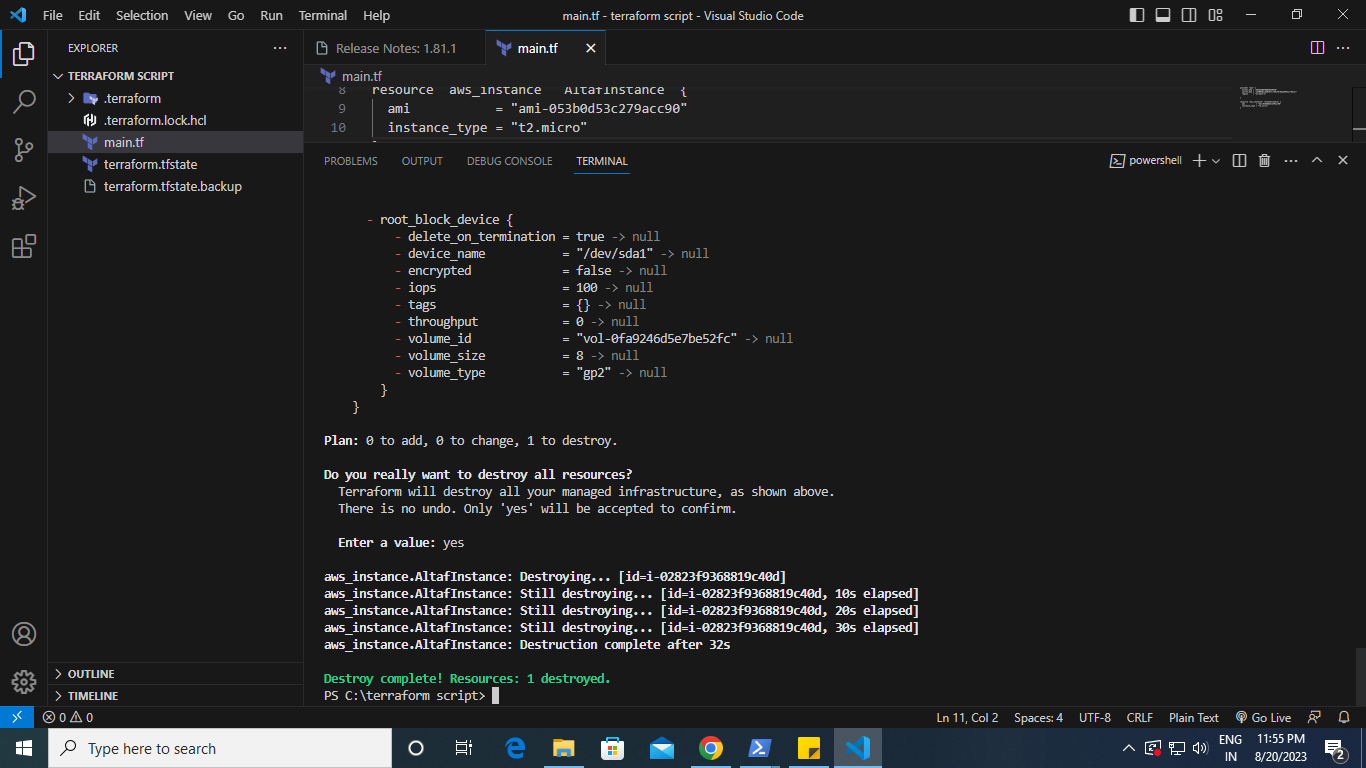 File Edit Selection View Go Run Terminal Help
main.tf - terraform script - Visual Studio Code
EXPLORER
TERRAFORM SCRIPT
.terraform
.terraform.lock.hcl
main.tf
terraform.tfstate
terraform.tfstate.backup
OUTLINE
TIMELINE
Release Notes: 1.81.1
main.tf
main.tf
8 resource aws_instance AltafInstance {
9 ami = "ami-053b0d53c279acc90"
10 instance_type = "t2.micro"
PROBLEMS OUTPUT DEBUG CONSOLE TERMINAL
powershell
- root_block_device {
- delete_on_termination = true -> null
- device_name = "/dev/sda1" -> null
- encrypted = false -> null
- iops = 100 -> null
- tags = {} -> null
- throughput = 0 -> null
- volume_id = "vol-0fa9246d5e7be52fc" -> null
- volume_size = 8 -> null
- volume_type = "gp2" -> null
}
}
Plan: 0 to add, 0 to change, 1 to destroy.
Do you really want to destroy all resources?
Terraform will destroy all your managed infrastructure, as shown above.
There is no undo. Only 'yes' will be accepted to confirm.
Enter a value: yes
aws_instance.AltafInstance: Destroying... [id=i-02823f9368819c40d]
aws_instance.AltafInstance: Still destroying... [id=i-02823f9368819c40d, 10s elapsed]
aws_instance.AltafInstance: Still destroying... [id=i-02823f9368819c40d, 20s elapsed]
aws_instance.AltafInstance: Still destroying... [id=i-02823f9368819c40d, 30s elapsed]
aws_instance.AltafInstance: Destruction complete after 32s
Destroy complete! Resources: 1 destroyed.
PS C:\terraform script>
0 0
Ln 11, Col 2 Spaces: 4 UTF-8 CRLF Plain Text Go Live
Type here to search
ENG
IN
11:55 PM
8/20/2023
2